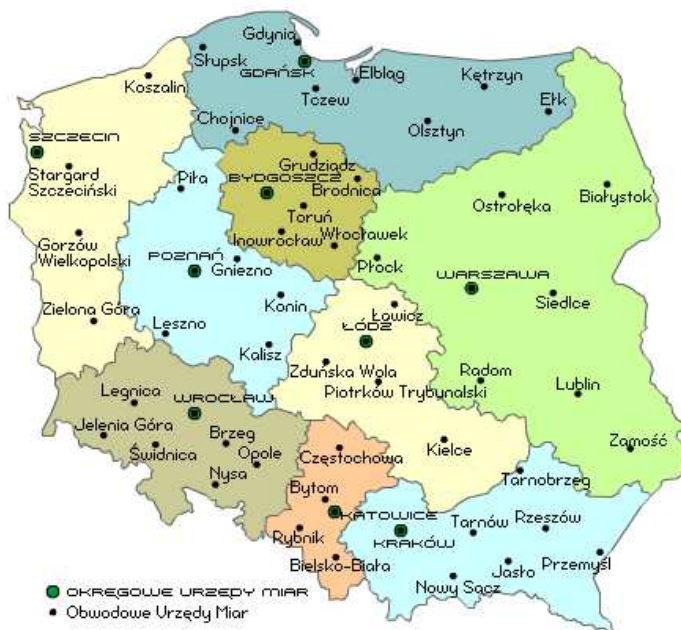 Gdynia
Słupsk
GDAŃSK
Koszalin
Elbląg
Kętrzyn
Tczew
Ełk
Chojnice
Olsztyn
SZCZECIN
Grudziądz
Stargard
Szczeciński
Piła
BYDGOSZCZ
Brodnica
Białystok
Ostrołęka
Toruń
Gorzów
Wielkopolski
Inowrocław
Włocławek
POZNAŃ
Gniezno
Płock
WARSZAWA
Konin
Siedlce
Zielona Góra
Łowicz
ŁÓDŹ
Leszno
Kalisz
Zduńska Wola
Radom
Piotrków Trybunalski
Legnica
WROCŁAW
Lublin
Jelenia Góra
Brzeg
Świdnica
Opole
Kielce
Zamość
Częstochowa
Nysa
Tarnobrzeg
Bytom
KATOWICE
Rybnik
KRAKÓW
Tarnów
Rzeszów
Bielsko-Biała
Jasło
Przemyśl
Nowy Sącz
OKRĘGOWE URZĘDY MIAR
Obwodowe Urzędy Miar